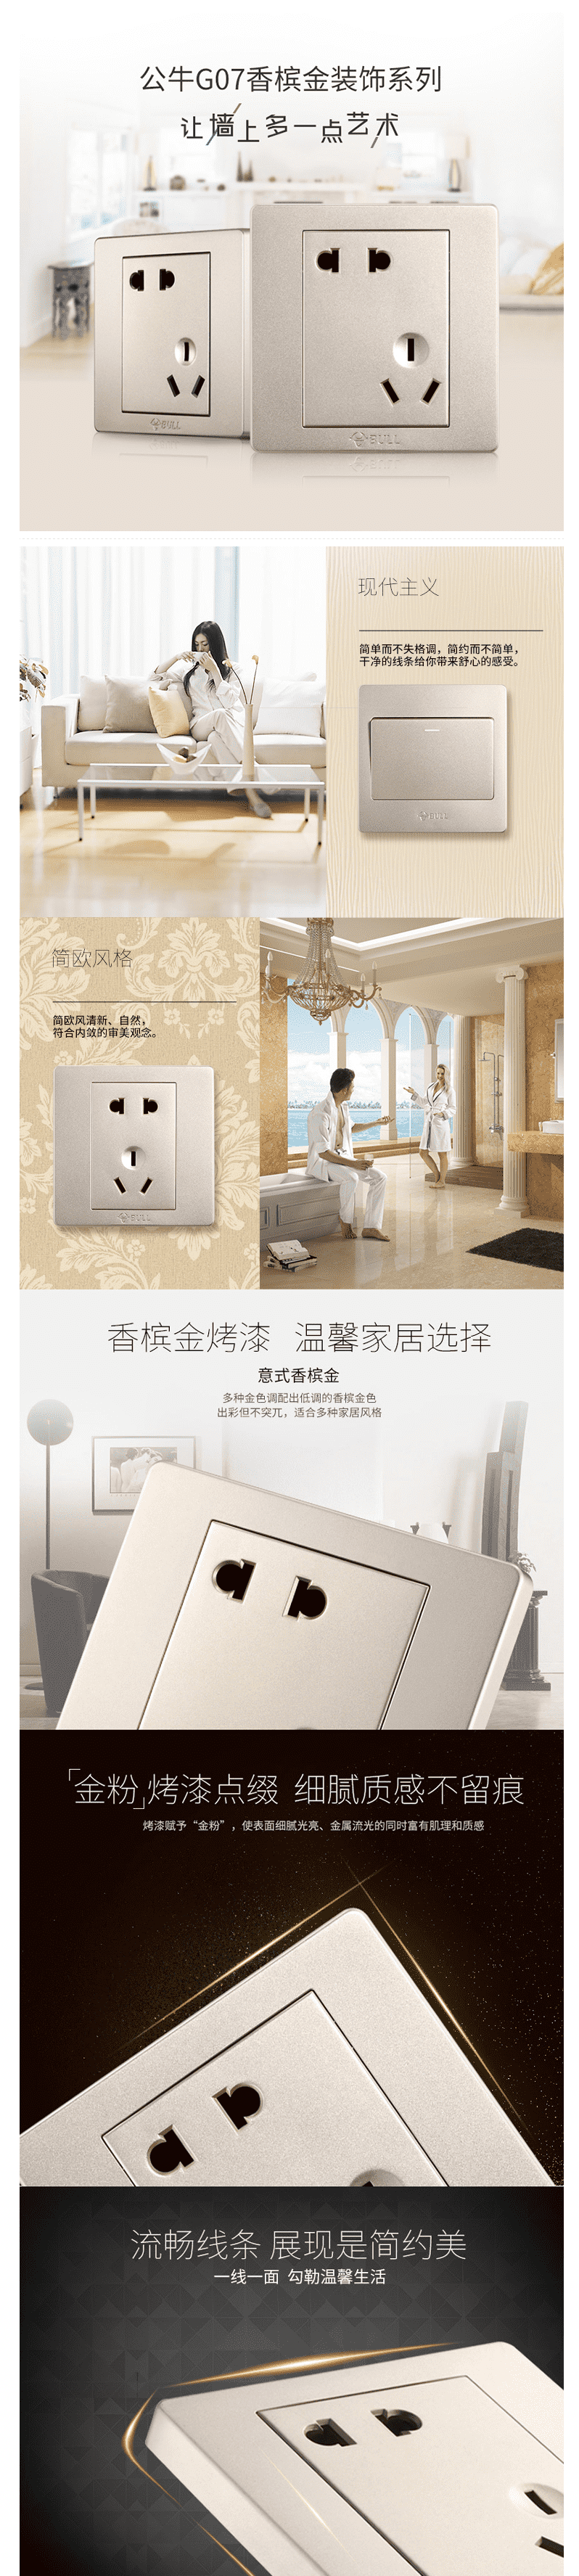 公牛G07香槟金装饰系列
让墙上多一点艺术
BULL
BULL
现代主义
简单而不失格调，简约而不简单，
干净的线条给你带来舒心的感受。
BULL
简欧风格
简欧风清新、自然，
符合内敛的审美观念。
BULL
香槟金烤漆 温馨家居选择
意式香槟金
多种金色调配出低调的香槟金色
出彩但不突兀，适合多种家居风格
「金粉」烤漆点缀 细腻质感不留痕
烤漆赋予“金粉”，使表面细腻光亮、金属流光的同时富有肌理和质感
流畅线条 展现是简约美
一线一面 勾勒温馨生活